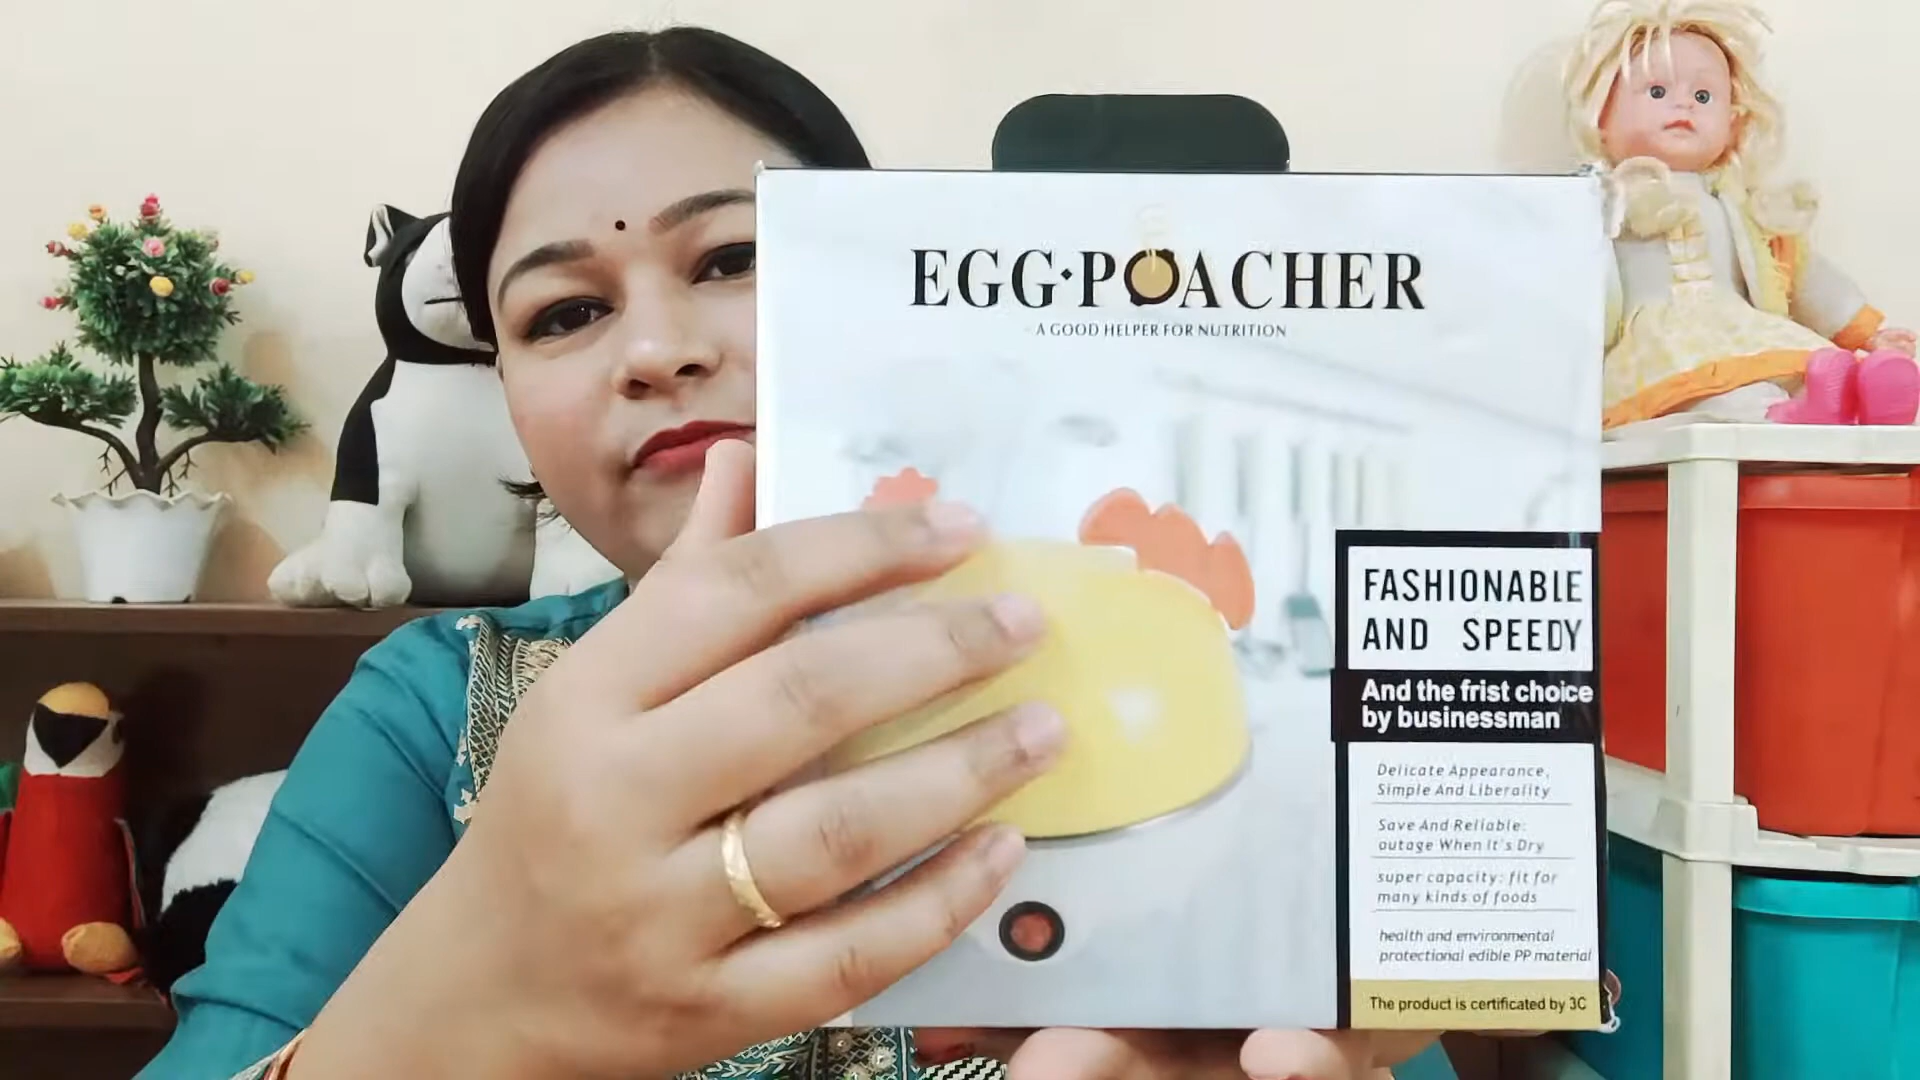 EGG·POACHER
A GOOD HELPER FOR NUTRITION
FASHIONABLE
AND SPEEDY
And the frist choice
by businessman
Delicate Appearance,
Simple And Liberality
Save And Reliable:
outage When It's Dry
super capacity: fit for
many kinds of foods
health and environmental
protectional edible PP material
The product is certificated by 3C